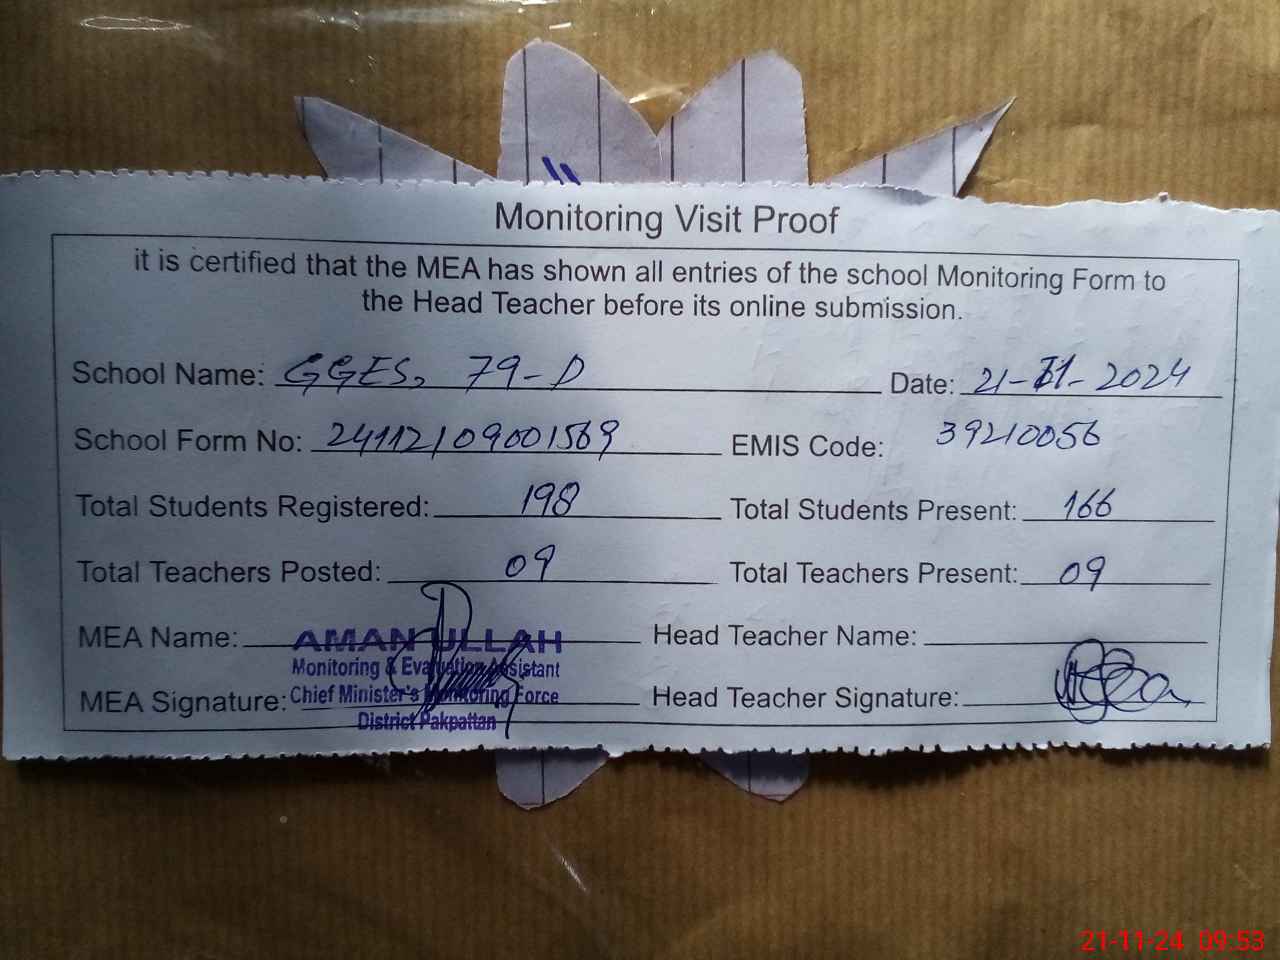 Monitoring Visit Proof
it is certified that the MEA has shown all entries of the school Monitoring Form to
the Head Teacher before its online submission.
School Name: GGES, 79-D Date: 21-11-2024
School Form No: 24112109001569 EMIS Code: 39210056
Total Students Registered: 198 Total Students Present: 166
Total Teachers Posted: 09 Total Teachers Present: 09
MEA Name: AMAN ULLAH Head Teacher Name:
Monitoring & Evaluation Assistant
MEA Signature: Chief Minister's Monitoring Force Head Teacher Signature:
District Pakpattan
21-11-24 09:53